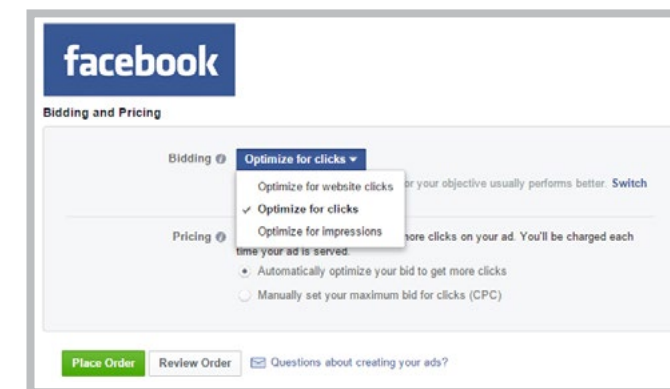 facebook
Bidding and Pricing
Bidding Optimize for clicks
Optimize for website clicks
or your objective usually performs better. Switch
✓ Optimize for clicks
Optimize for impressions
Pricing ore clicks on your ad. You'll be charged each
time your ad is served.
Automatically optimize your bid to get more clicks
Manually set your maximum bid for clicks (CPC)
Place Order Review Order Questions about creating your ads?